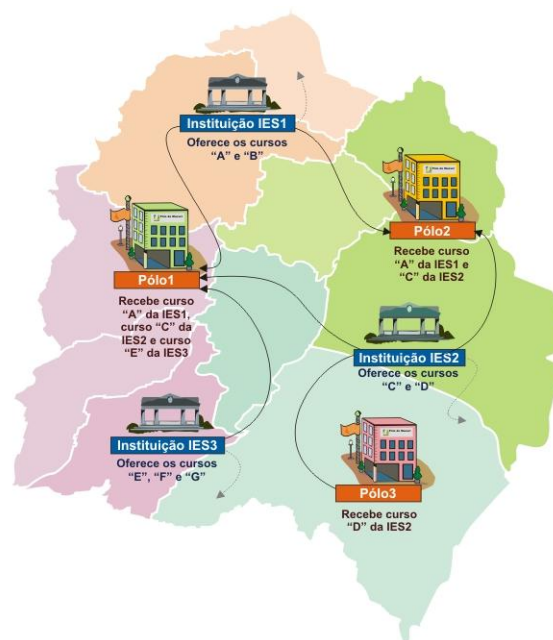 Instituição IES1
Oferece os cursos
“A” e “B”
Pólo2
Recebe curso
“A” da IES1 e
“C” da IES2
Pólo1
Recebe curso
“A” da IES1,
curso “C” da
IES2 e curso
“E” da IES3
Instituição IES2
Oferece os cursos
“C” e “D”
Instituição IES3
Oferece os cursos
“E”, “F” e “G”
Pólo3
Recebe curso
“D” da IES2